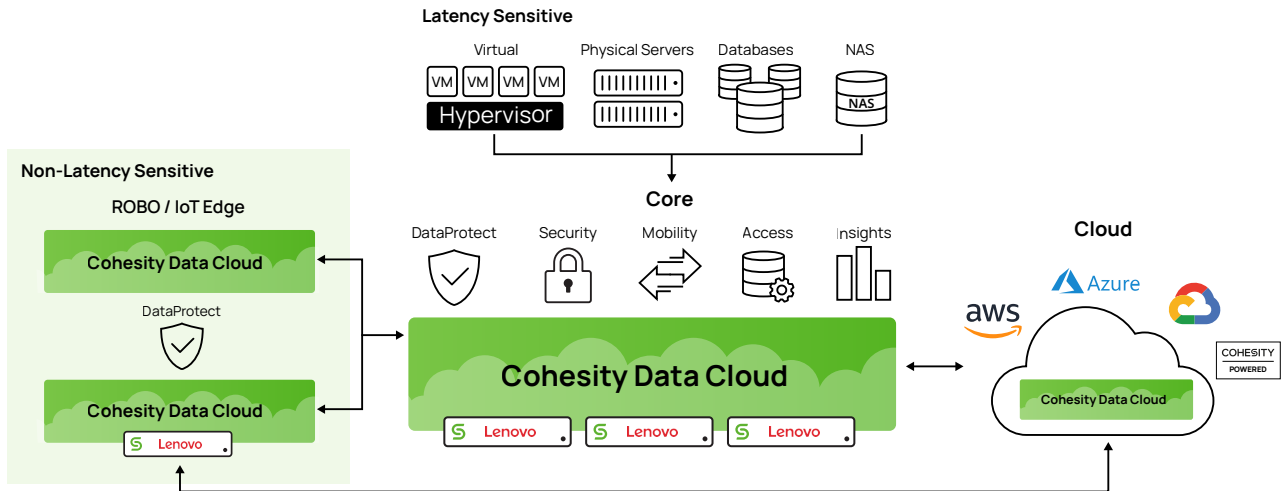 Latency Sensitive
Virtual
Physical Servers
Databases
NAS
VM VM VM VM
Hypervisor
NAS
Non-Latency Sensitive
ROBO / IoT Edge
Cohesity Data Cloud
DataProtect
Cohesity Data Cloud
Lenovo
Core
DataProtect
Security
Mobility
Access
Insights
Cohesity Data Cloud
Lenovo
Lenovo
Lenovo
Cloud
Azure
aws
COHESITY
POWERED
Cohesity Data Cloud